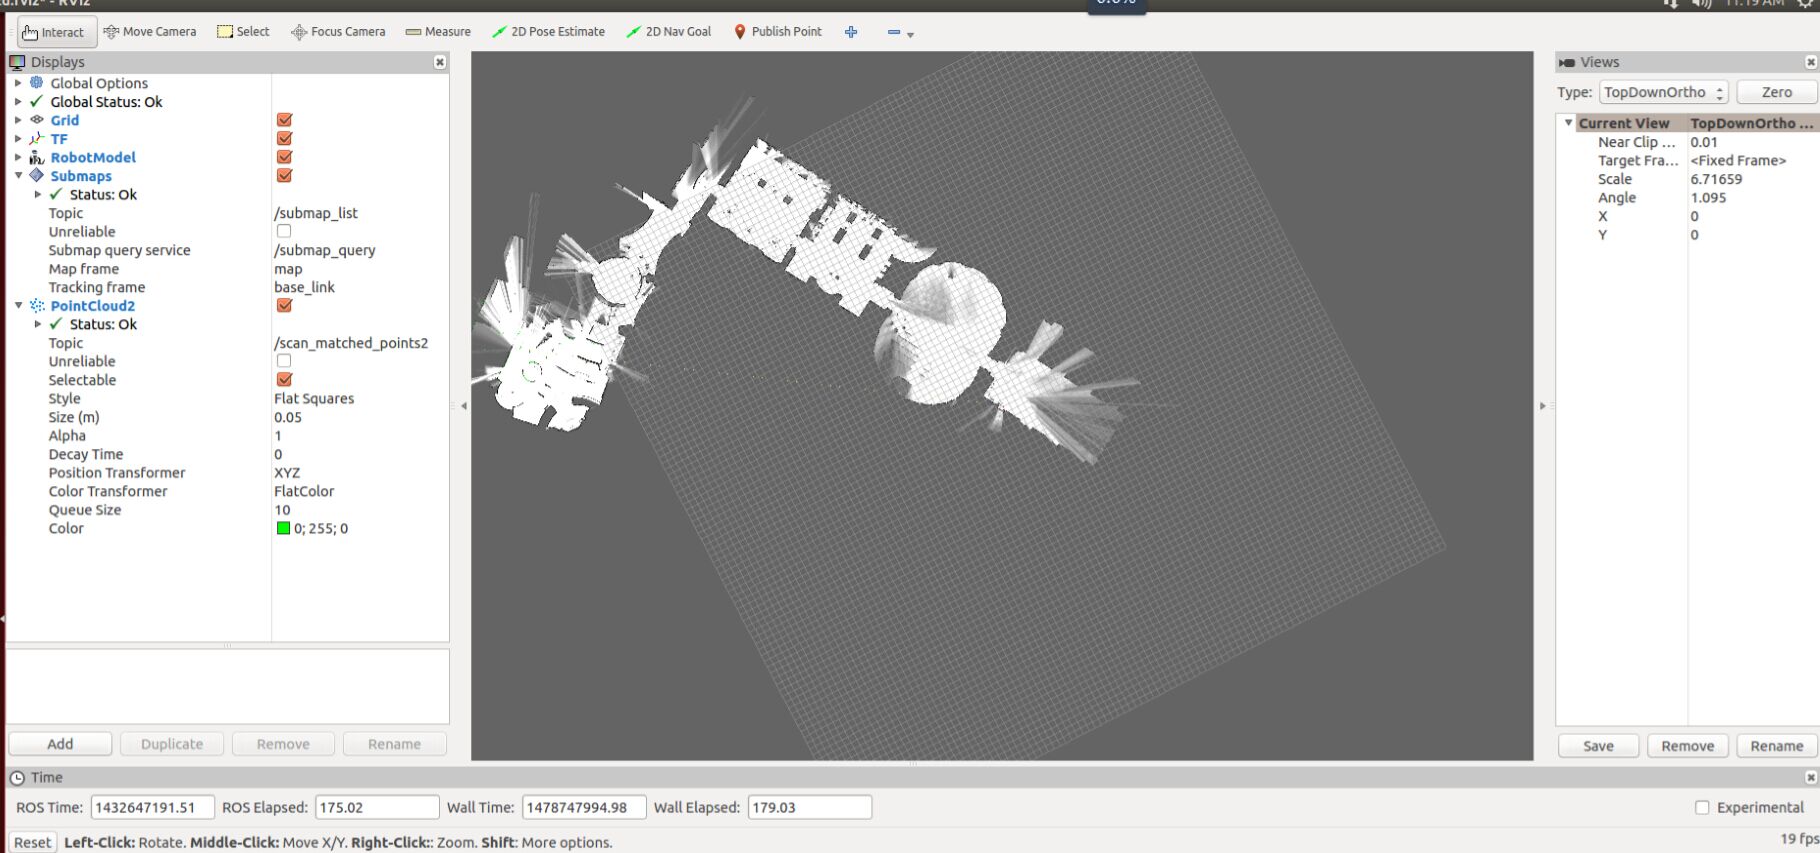 Interact Move Camera Select Focus Camera Measure 2D Pose Estimate 2D Nav Goal Publish Point
Displays
Global Options
Global Status: Ok
Grid
TF
RobotModel
Submaps
Status: Ok
Topic /submap_list
Unreliable
Submap query service /submap_query
Map frame map
Tracking frame base_link
PointCloud2
Status: Ok
Topic /scan_matched_points2
Unreliable
Selectable
Style Flat Squares
Size (m) 0.05
Alpha 1
Decay Time 0
Position Transformer XYZ
Color Transformer FlatColor
Queue Size 10
Color 0; 255; 0
Add Duplicate Remove Rename
Views
Type: TopDownOrtho Zero
Current View TopDownOrtho ...
Near Clip ... 0.01
Target Fra... <Fixed Frame>
Scale 6.71659
Angle 1.095
X 0
Y 0
Save Remove Rename
Time
ROS Time: 1432647191.51 ROS Elapsed: 175.02 Wall Time: 1478747994.98 Wall Elapsed: 179.03 Experimental
Reset Left-Click: Rotate. Middle-Click: Move X/Y. Right-Click:: Zoom. Shift: More options. 19 fps